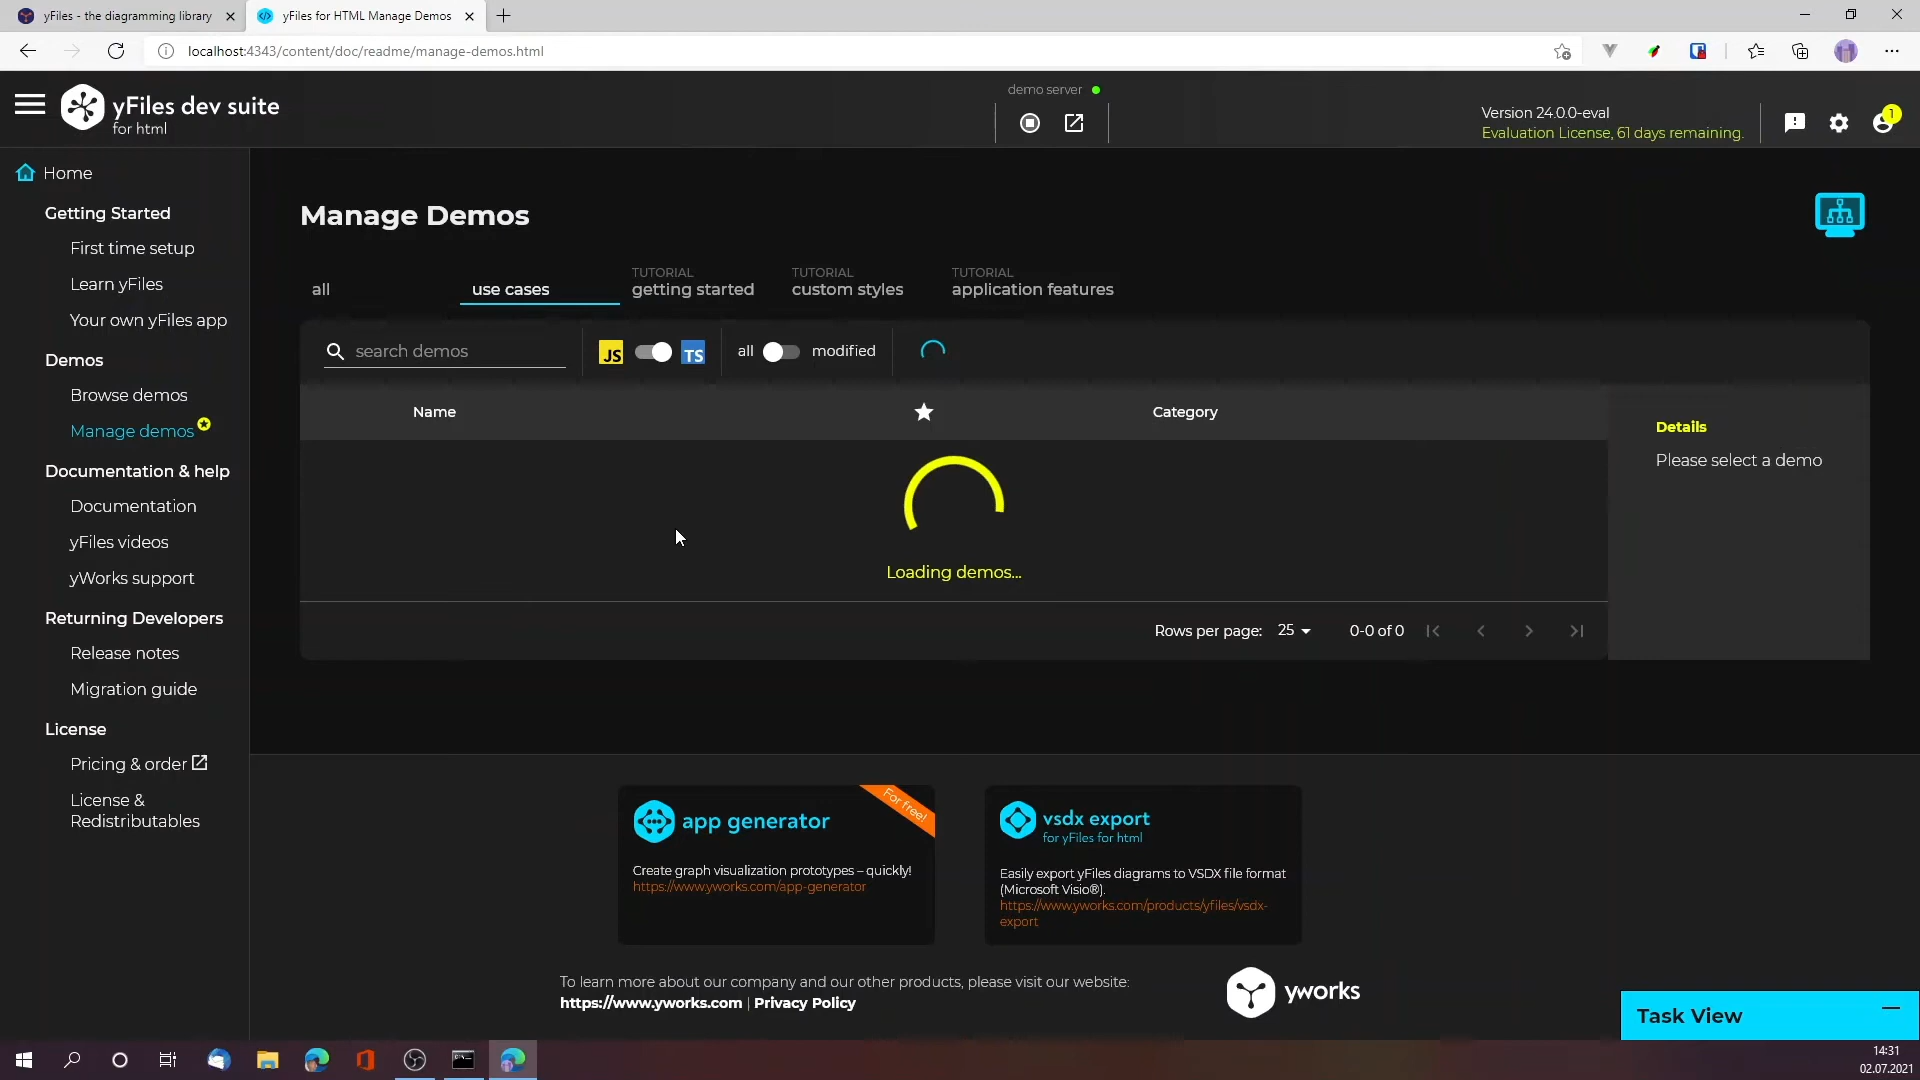 yFiles - the diagramming library
yFiles for HTML Manage Demos
localhost:4343/content/doc/readme/manage-demos.html
yFiles dev suite
for html
demo server
Version 24.0.0-eval
Evaluation License, 61 days remaining.
1
Home
Getting Started
First time setup
Learn yFiles
Your own yFiles app
Demos
Browse demos
Manage demos
Documentation & help
Documentation
yFiles videos
yWorks support
Returning Developers
Release notes
Migration guide
License
Pricing & order
License &
Redistributables
Manage Demos
all
use cases
TUTORIAL
getting started
TUTORIAL
custom styles
TUTORIAL
application features
search demos
JS
TS
all
modified
Name
Category
Loading demos...
Rows per page:
25
0-0 of 0
Details
Please select a demo
app generator
For free!
Create graph visualization prototypes – quickly!
https://www.yworks.com/app-generator
vsdx export
for yFiles for html
Easily export yFiles diagrams to VSDX file format
(Microsoft Visio®).
https://www.yworks.com/products/yfiles/vsdx-
export
To learn more about our company and our other products, please visit our website:
https://www.yworks.com | Privacy Policy
yworks
Task View
14:31
02.07.2021